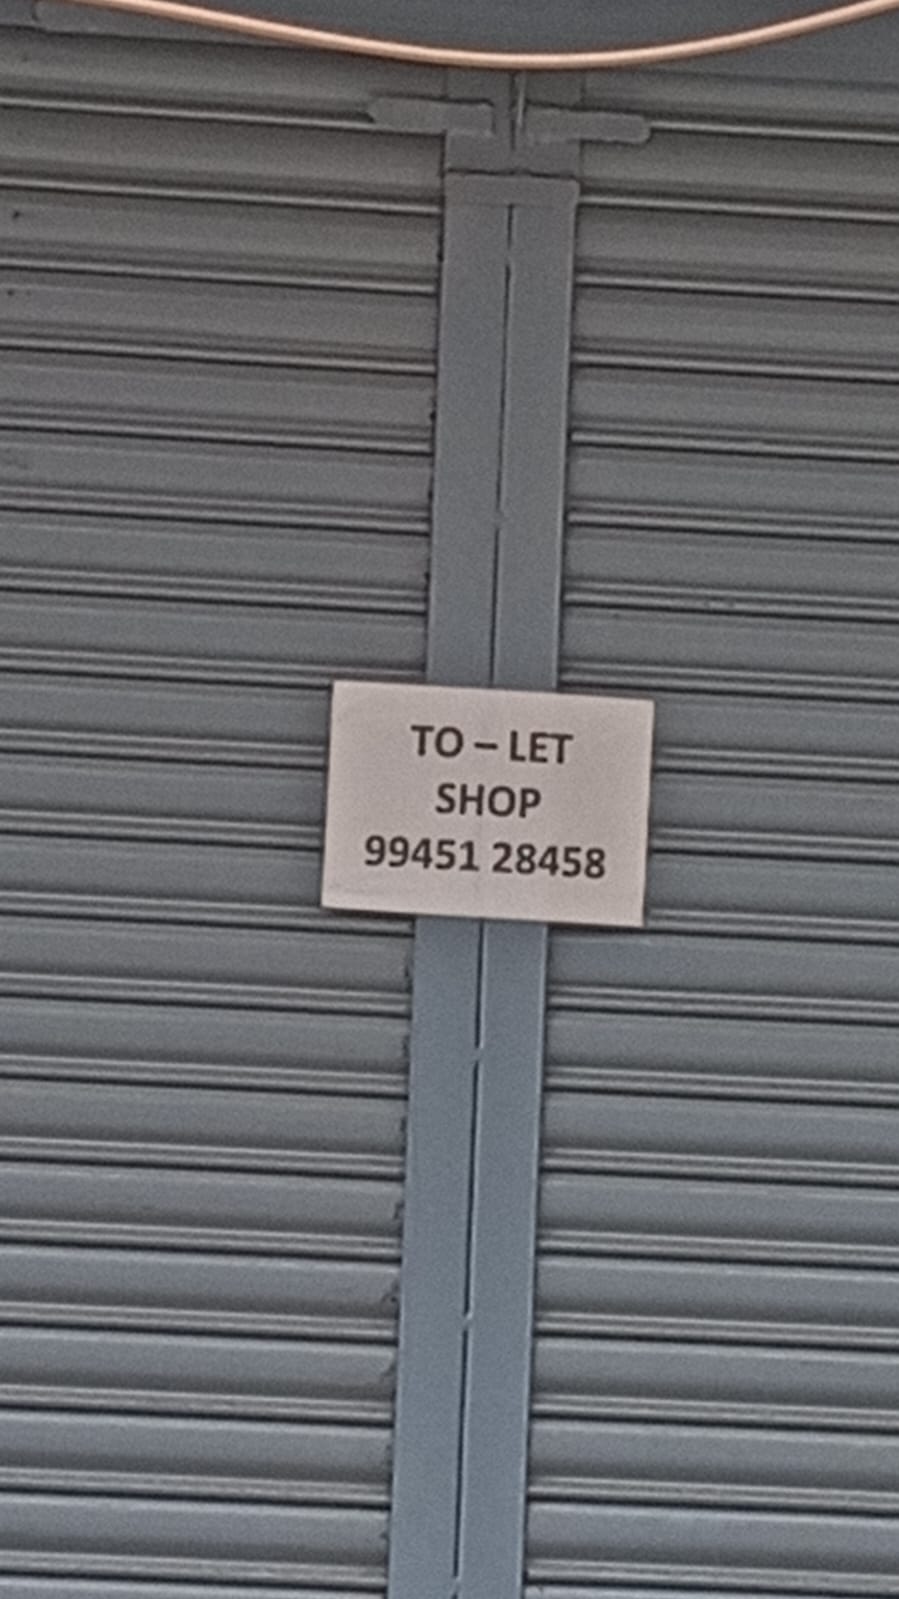 TO – LET
SHOP
99451 28458